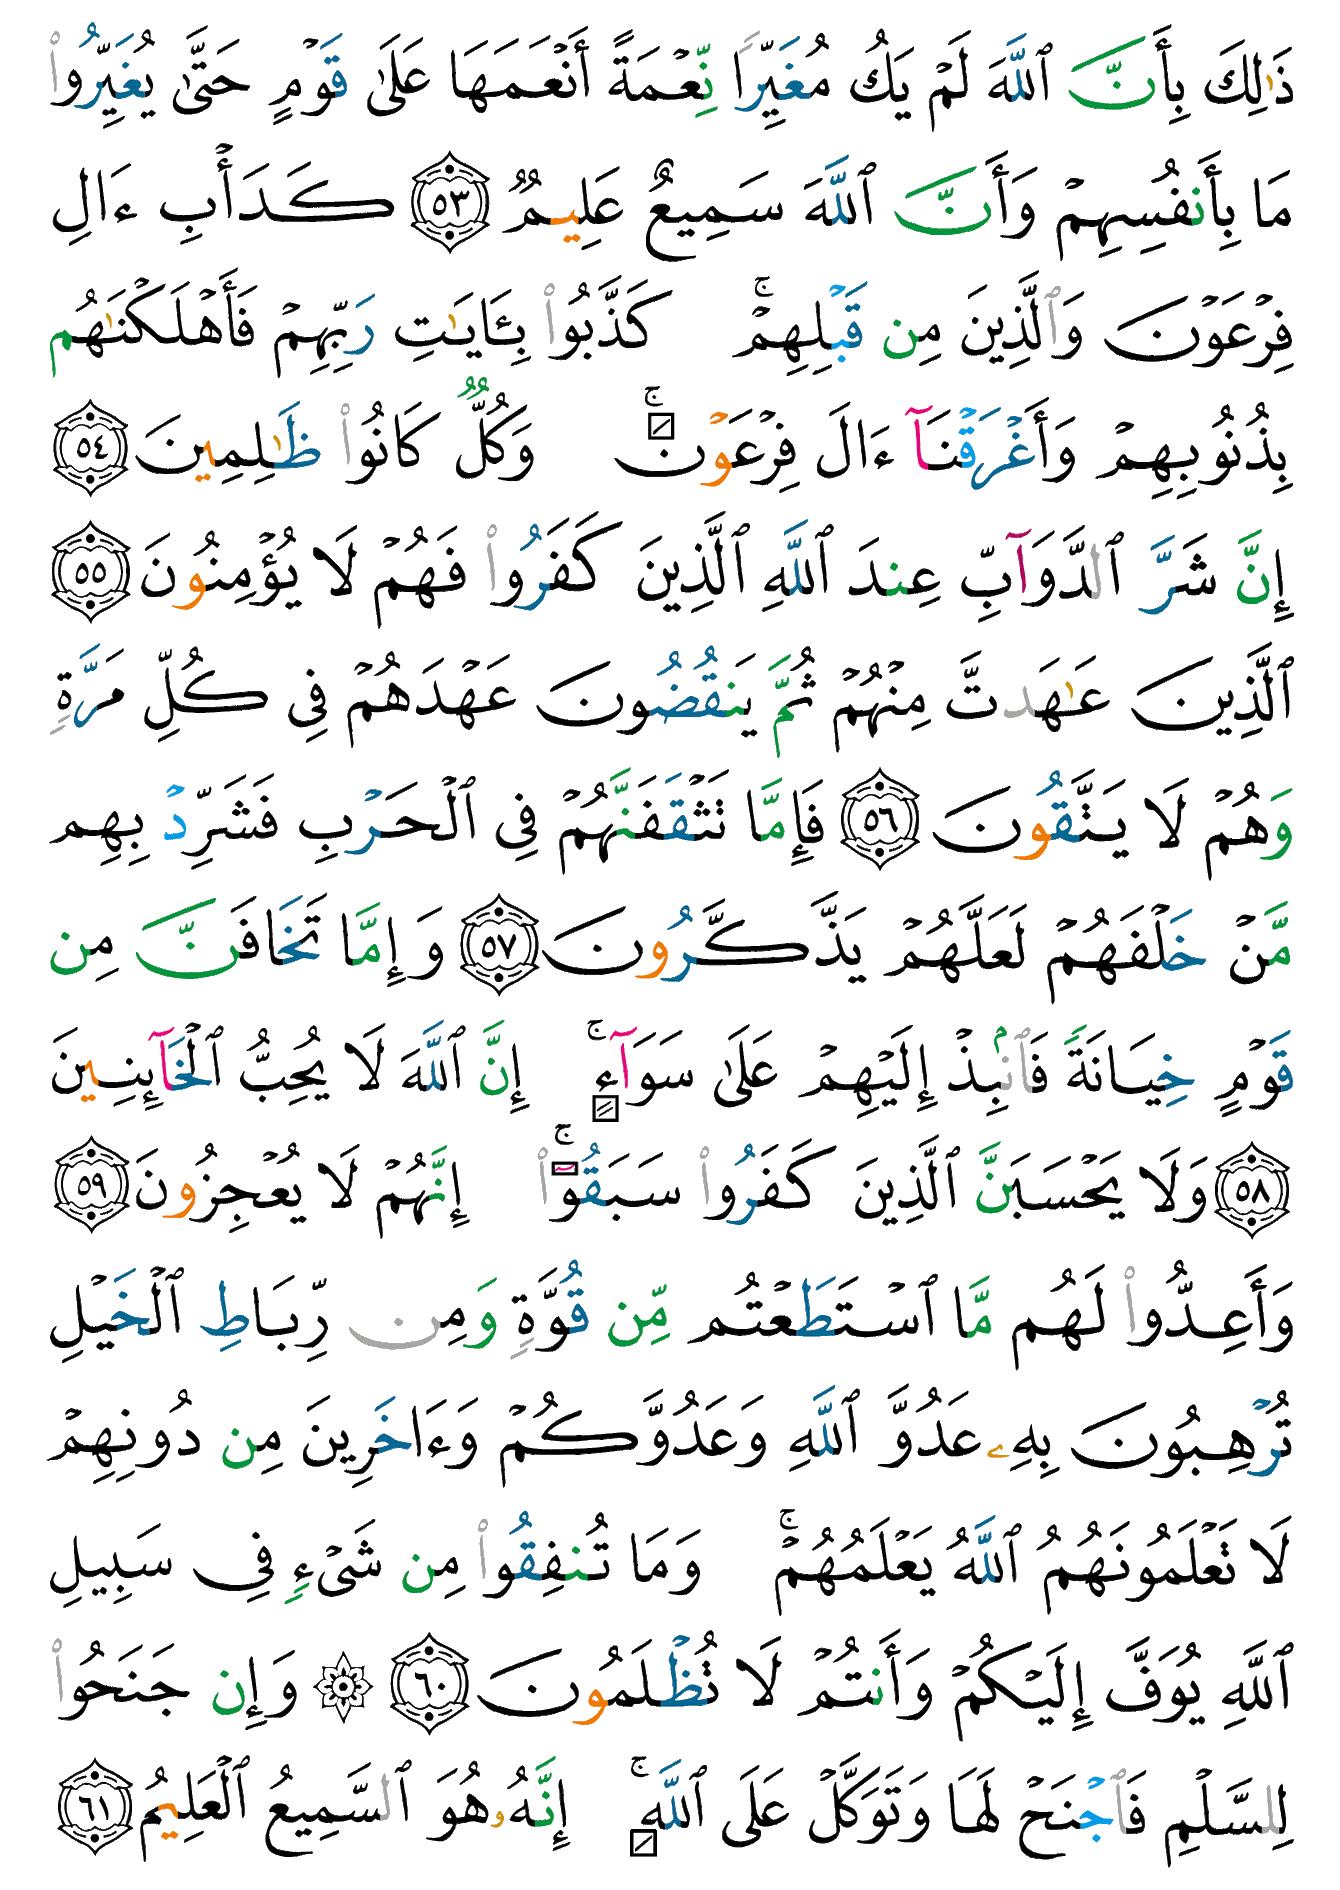 ذَٰلِكَ بِأَنَّ ٱللَّهَ لَمْ يَكُ مُغَيِّرًا نِّعْمَةً أَنْعَمَهَا عَلَىٰ قَوْمٍ حَتَّىٰ يُغَيِّرُوا۟
مَا بِأَنفُسِهِمْ وَأَنَّ ٱللَّهَ سَمِيعٌ عَلِيمٌ ٥٣ كَدَأْبِ ءَالِ
فِرْعَوْنَ وَٱلَّذِينَ مِن قَبْلِهِمْ ۚ كَذَّبُوا۟ بِـَٔايَـٰتِ رَبِّهِمْ فَأَهْلَكْنَـٰهُم
بِذُنُوبِهِمْ وَأَغْرَقْنَآ ءَالَ فِرْعَوْنَ ۚ وَكُلٌّ كَانُوا۟ ظَـٰلِمِينَ ٥٤
إِنَّ شَرَّ ٱلدَّوَآبِّ عِندَ ٱللَّهِ ٱلَّذِينَ كَفَرُوا۟ فَهُمْ لَا يُؤْمِنُونَ ٥٥
ٱلَّذِينَ عَـٰهَدتَّ مِنْهُمْ ثُمَّ يَنقُضُونَ عَهْدَهُمْ فِى كُلِّ مَرَّةٍ
وَهُمْ لَا يَتَّقُونَ ٥٦ فَإِمَّا تَثْقَفَنَّهُمْ فِى ٱلْحَرْبِ فَشَرِّدْ بِهِم
مَّنْ خَلْفَهُمْ لَعَلَّهُمْ يَذَّكَّرُونَ ٥٧ وَإِمَّا تَخَافَنَّ مِن
قَوْمٍ خِيَانَةً فَٱنۢبِذْ إِلَيْهِمْ عَلَىٰ سَوَآءٍ ۚ إِنَّ ٱللَّهَ لَا يُحِبُّ ٱلْخَآئِنِينَ
٥٨ وَلَا يَحْسَبَنَّ ٱلَّذِينَ كَفَرُوا۟ سَبَقُوٓا۟ ۚ إِنَّهُمْ لَا يُعْجِزُونَ ٥٩
وَأَعِدُّوا۟ لَهُم مَّا ٱسْتَطَعْتُم مِّن قُوَّةٍ وَمِن رِّبَاطِ ٱلْخَيْلِ
تُرْهِبُونَ بِهِۦ عَدُوَّ ٱللَّهِ وَعَدُوَّكُمْ وَءَاخَرِينَ مِن دُونِهِمْ
لَا تَعْلَمُونَهُمُ ٱللَّهُ يَعْلَمُهُمْ ۚ وَمَا تُنفِقُوا۟ مِن شَىْءٍ فِى سَبِيلِ
ٱللَّهِ يُوَفَّ إِلَيْكُمْ وَأَنتُمْ لَا تُظْلَمُونَ ٦٠ ۞ وَإِن جَنَحُوا۟
لِلسَّلْمِ فَٱجْنَحْ لَهَا وَتَوَكَّلْ عَلَى ٱللَّهِ ۚ إِنَّهُۥ هُوَ ٱلسَّمِيعُ ٱلْعَلِيمُ ٦١